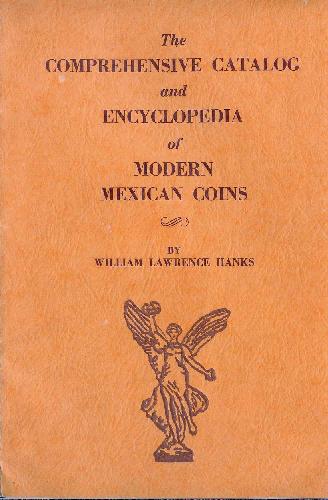 The
COMPREHENSIVE CATALOG
and
ENCYCLOPEDIA
of
MODERN
MEXICAN COINS
BY
WILLIAM LAWRENCE HANKS